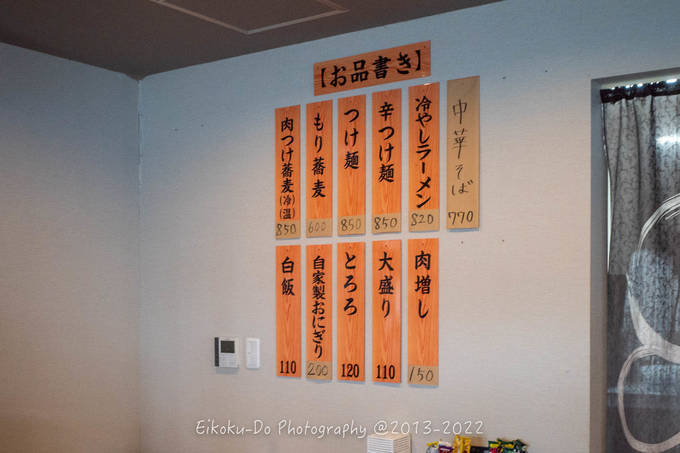 【お品書き】
中華そば
770
冷やしラーメン
820
辛つけ麺
850
つけ麺
850
もり蕎麦
600
肉つけ蕎麦(冷)(温)
850
肉増し
150
大盛り
110
とろろ
120
自家製おにぎり
200
白飯
110
Eikoku-Do Photography @2013-2022